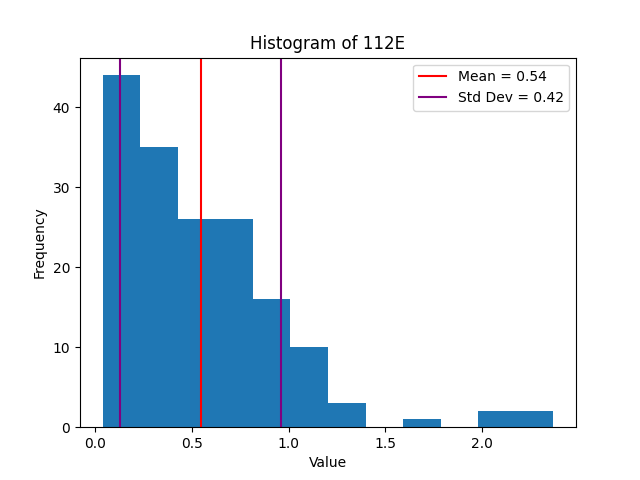 Histogram of 112E
Mean = 0.54
Std Dev = 0.42
Frequency
40
30
20
10
0
0.0 0.5 1.0 1.5 2.0
Value